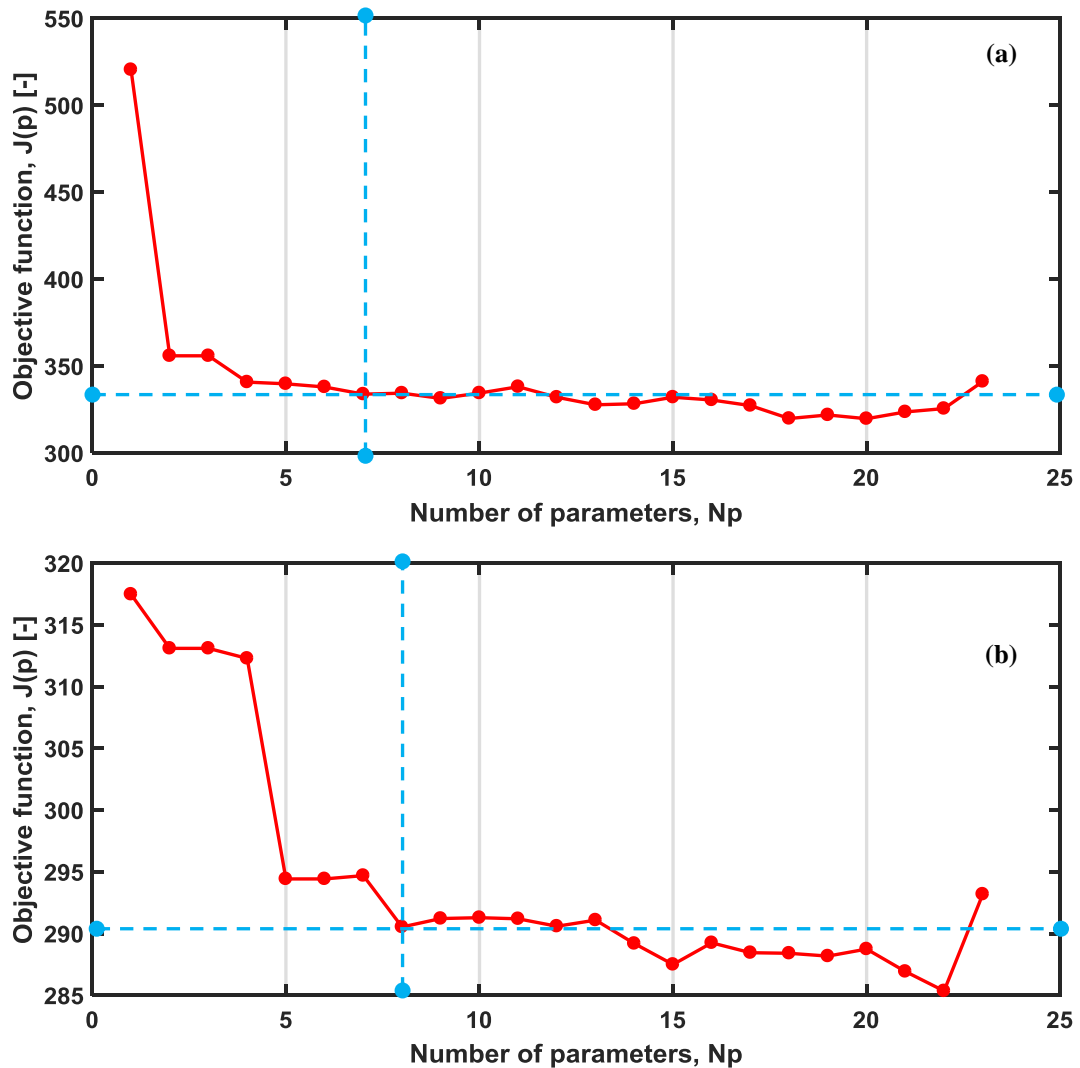 550
500
450
400
350
300
Objective function, J(p) [-]
(a)
0 5 10 15 20 25
Number of parameters, Np
320
315
310
305
300
295
290
285
Objective function, J(p) [-]
(b)
0 5 10 15 20 25
Number of parameters, Np